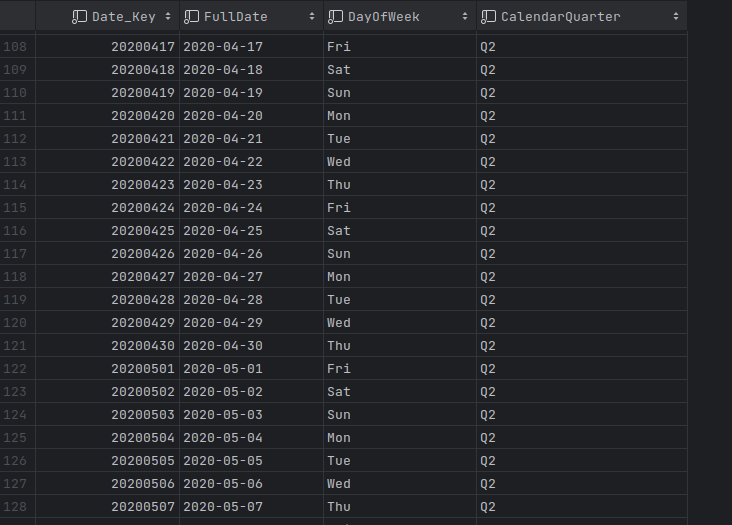 Date_Key FullDate DayOfWeek CalendarQuarter
108 20200417 2020-04-17 Fri Q2
109 20200418 2020-04-18 Sat Q2
110 20200419 2020-04-19 Sun Q2
111 20200420 2020-04-20 Mon Q2
112 20200421 2020-04-21 Tue Q2
113 20200422 2020-04-22 Wed Q2
114 20200423 2020-04-23 Thu Q2
115 20200424 2020-04-24 Fri Q2
116 20200425 2020-04-25 Sat Q2
117 20200426 2020-04-26 Sun Q2
118 20200427 2020-04-27 Mon Q2
119 20200428 2020-04-28 Tue Q2
120 20200429 2020-04-29 Wed Q2
121 20200430 2020-04-30 Thu Q2
122 20200501 2020-05-01 Fri Q2
123 20200502 2020-05-02 Sat Q2
124 20200503 2020-05-03 Sun Q2
125 20200504 2020-05-04 Mon Q2
126 20200505 2020-05-05 Tue Q2
127 20200506 2020-05-06 Wed Q2
128 20200507 2020-05-07 Thu Q2